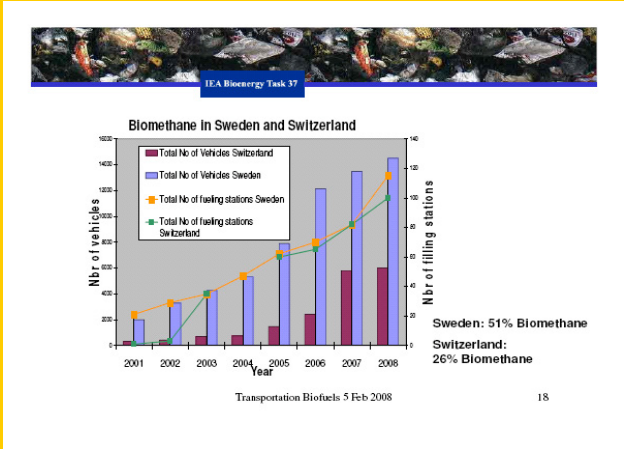 IEA Bioenergy Task 37
Biomethane in Sweden and Switzerland
16000
14000
12000
10000
8000
6000
4000
2000
0
Nbr of vehicles
Total No of Vehicles Switzerland
Total No of Vehicles Sweden
Total No of fueling stations Sweden
Total No of fueling stations
Switzerland
140
120
100
80
60
40
20
0
Nbr of filling stations
2001 2002 2003 2004 2005 2006 2007 2008
Year
Sweden: 51% Biomethane
Switzerland:
26% Biomethane
Transportation Biofuels 5 Feb 2008
18